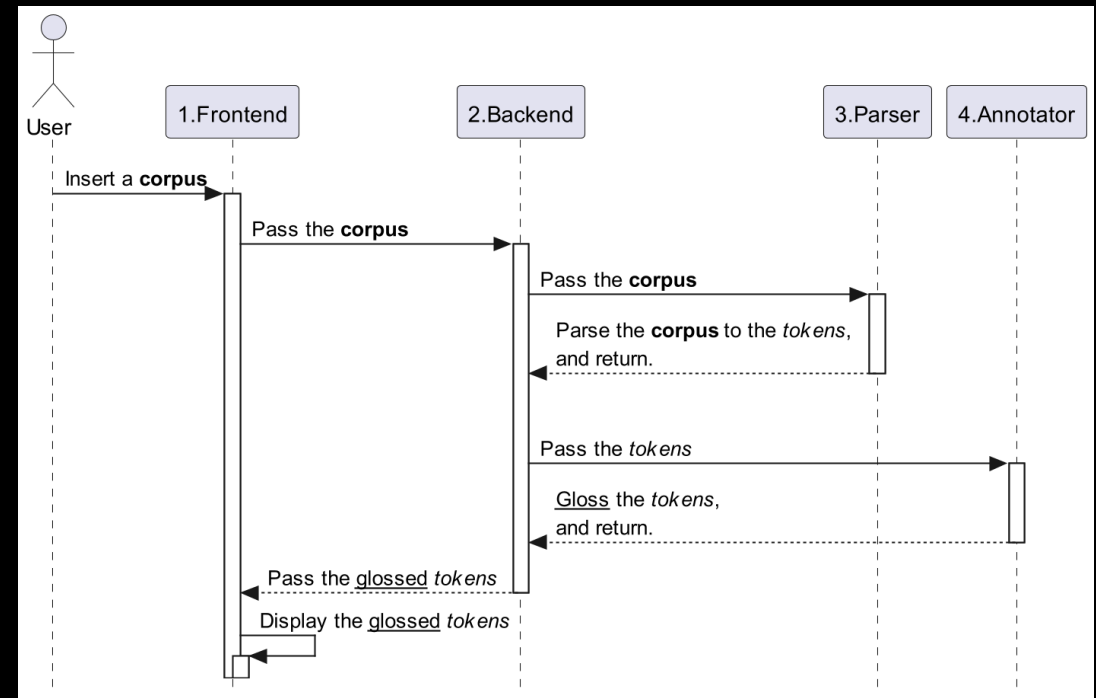 User
1.Frontend
2.Backend
3.Parser
4.Annotator
Insert a corpus
Pass the corpus
Pass the corpus
Parse the corpus to the tokens,
and return.
Pass the tokens
Gloss the tokens,
and return.
Pass the glossed tokens
Display the glossed tokens